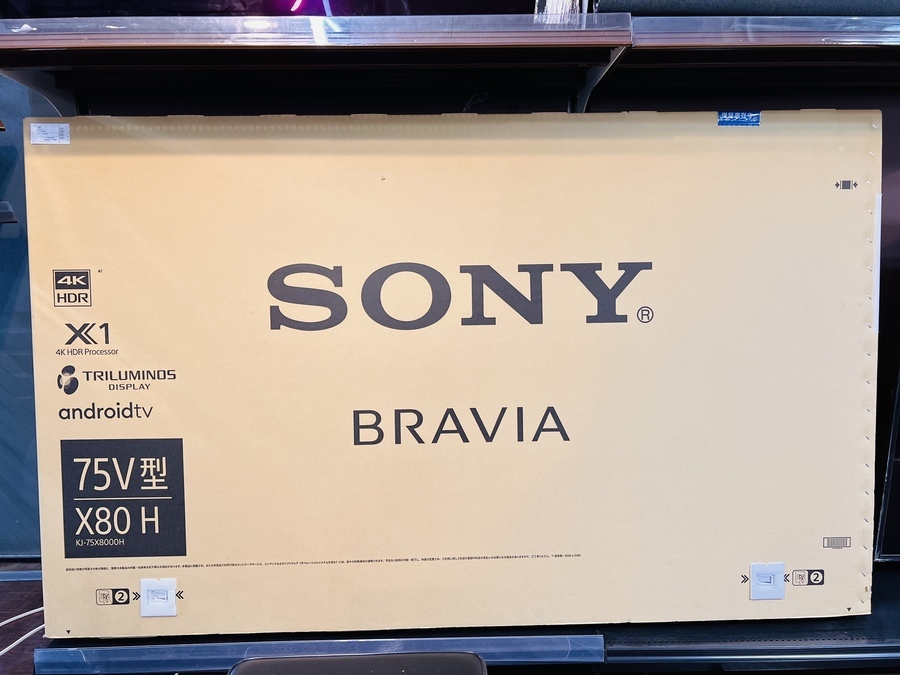 4K
HDR
※1
SONY®
X1
4K HDR Processor
TRILUMINOS
DISPLAY
androidtv
BRAVIA
75V型
X80 H
KJ-75X8000H
2
2